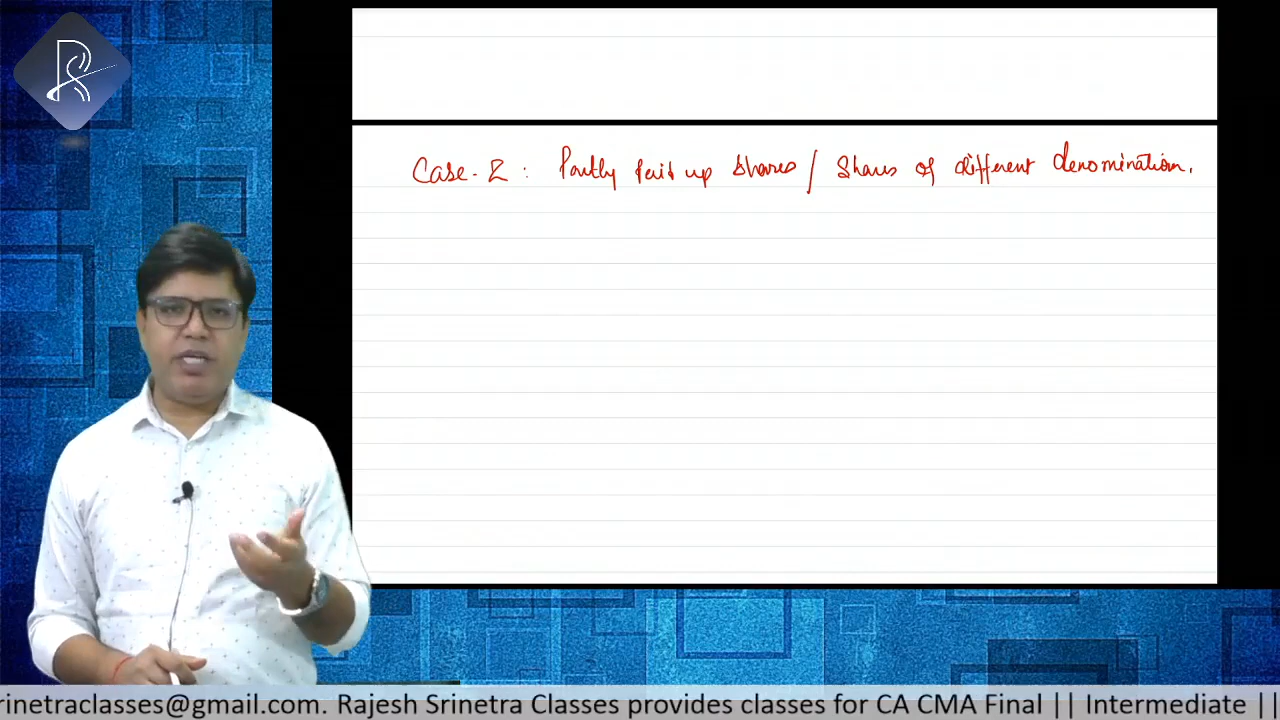 RS
Case-2 : Partly paid up shares / Shares of different denomination.
rinetraclasses@gmail.com. Rajesh Srinetra Classes provides classes for CA CMA Final || Intermediate ||